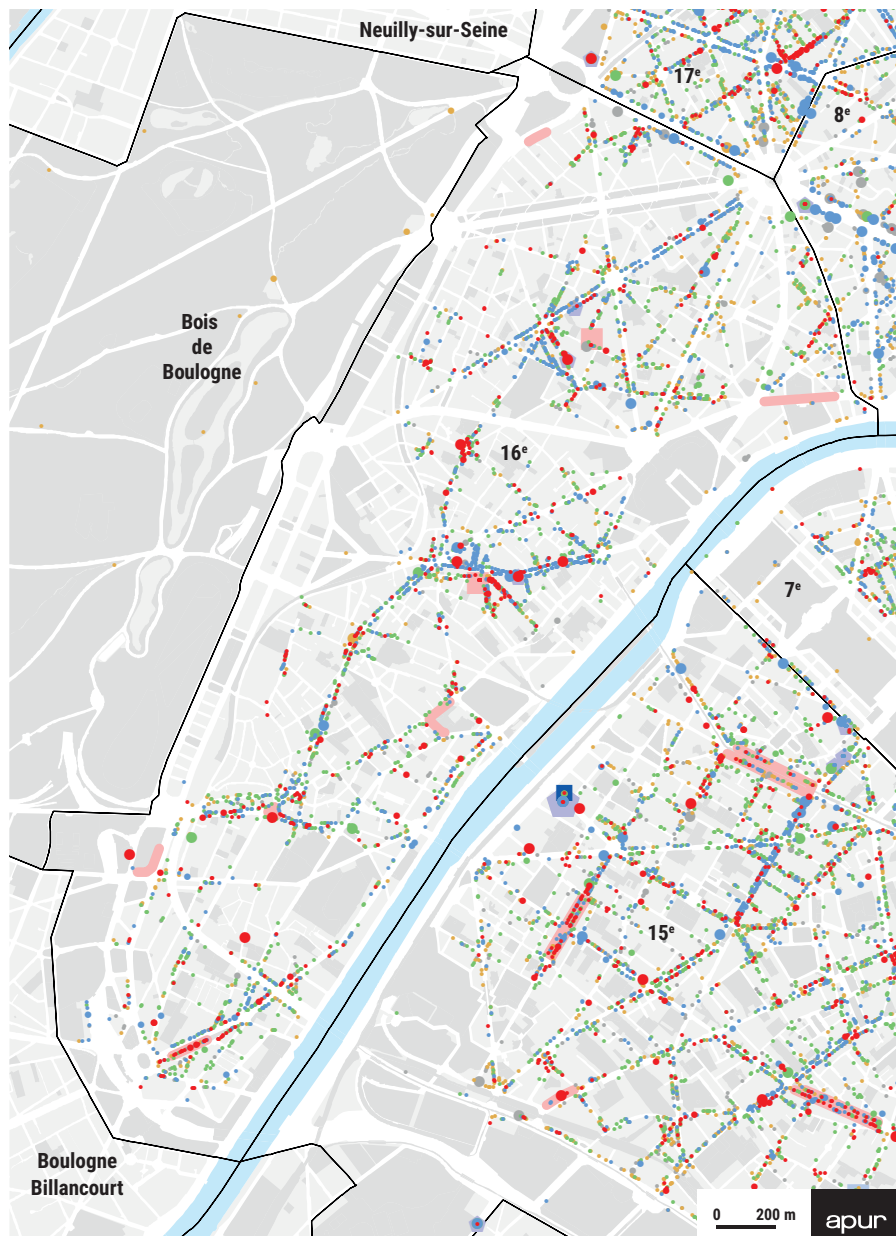 Neuilly-sur-Seine
17e
8e
Bois
de
Boulogne
16e
7e
15e
Boulogne
Billancourt
0 200 m
apur